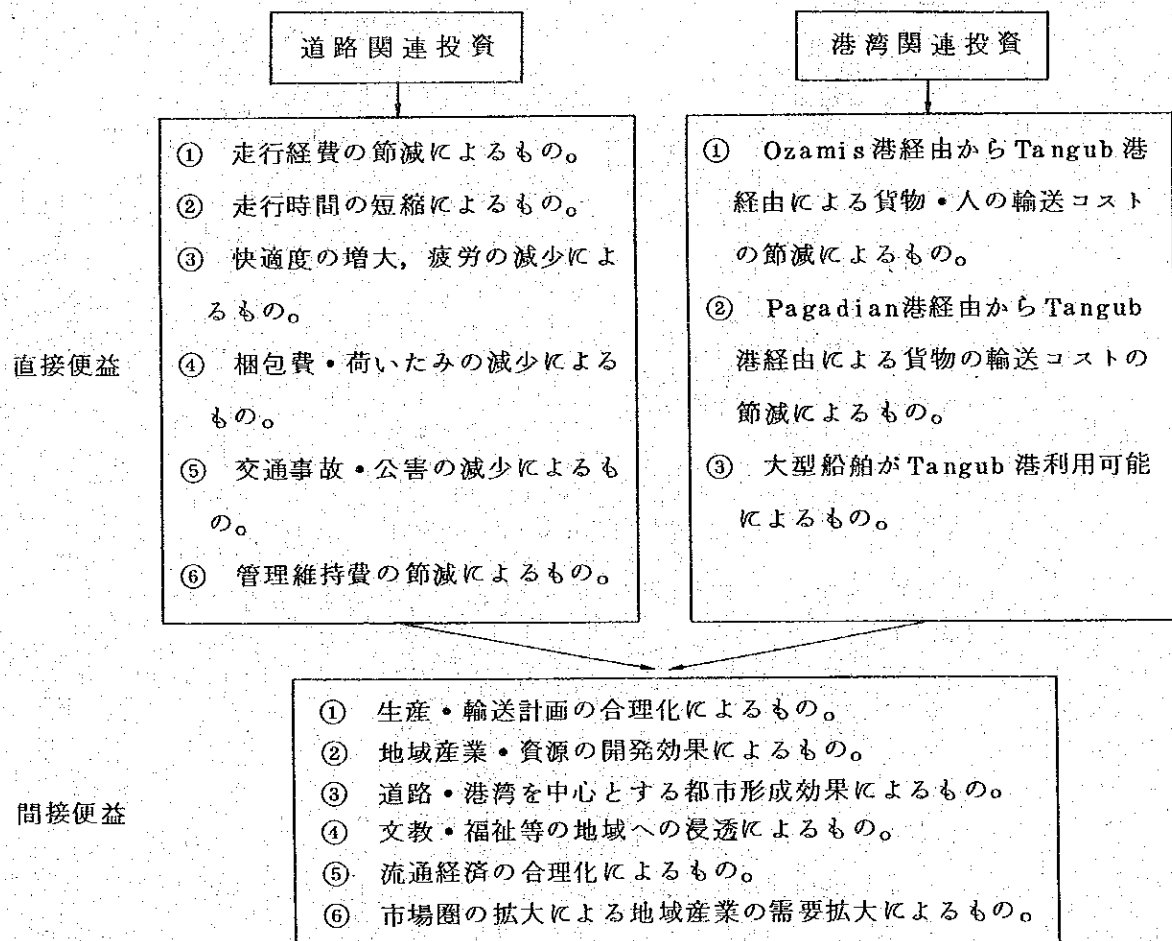 道路関連投資
港湾関連投資
直接便益
① 走行経費の節減によるもの。
② 走行時間の短縮によるもの。
③ 快適度の増大，疲労の減少によ
るもの。
④ 梱包費・荷いたみの減少による
もの。
⑤ 交通事故・公害の減少によるも
の。
⑥ 管理維持費の節減によるもの。
① Ozamis港経由からTangub港
経由による貨物・人の輸送コスト
の節減によるもの。
② Pagadian港経由からTangub
港経由による貨物の輸送コストの
節減によるもの。
③ 大型船舶がTangub港利用可能
によるもの。
間接便益
① 生産・輸送計画の合理化によるもの。
② 地域産業・資源の開発効果によるもの。
③ 道路・港湾を中心とする都市形成効果によるもの。
④ 文教・福祉等の地域への浸透によるもの。
⑤ 流通経済の合理化によるもの。
⑥ 市場圏の拡大による地域産業の需要拡大によるもの。